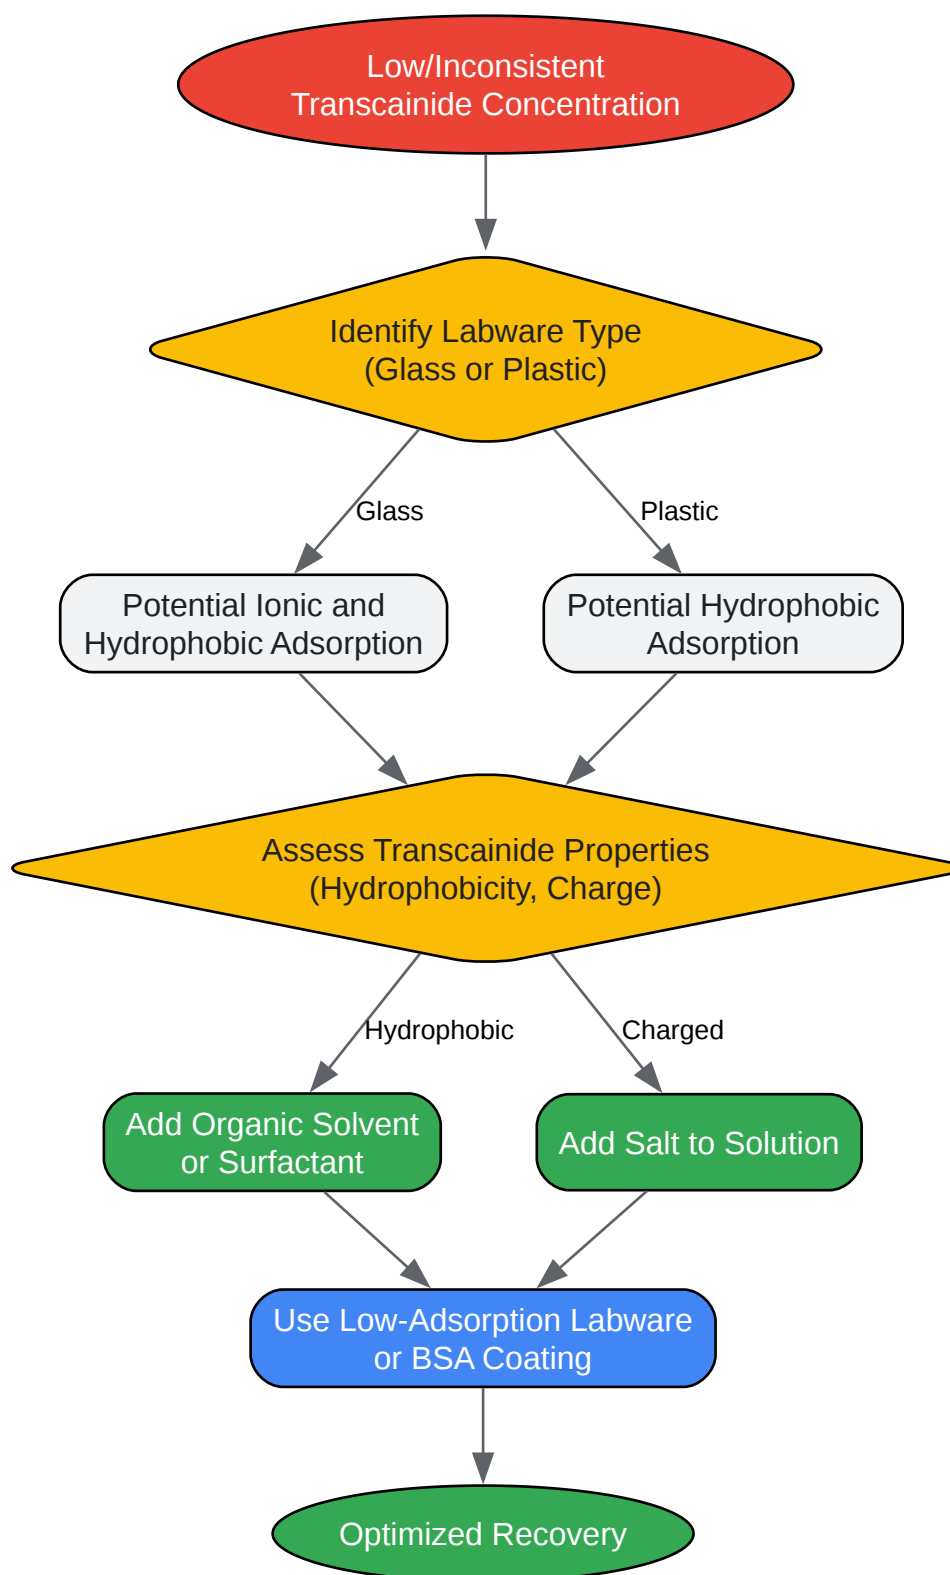 Low/Inconsistent
Transcainide Concentration
Identify Labware Type
(Glass or Plastic)
Glass
Plastic
Potential Ionic and
Hydrophobic Adsorption
Potential Hydrophobic
Adsorption
Assess Transcainide Properties
(Hydrophobicity, Charge)
Hydrophobic
Charged
Add Organic Solvent
or Surfactant
Add Salt to Solution
Use Low-Adsorption Labware
or BSA Coating
Optimized Recovery